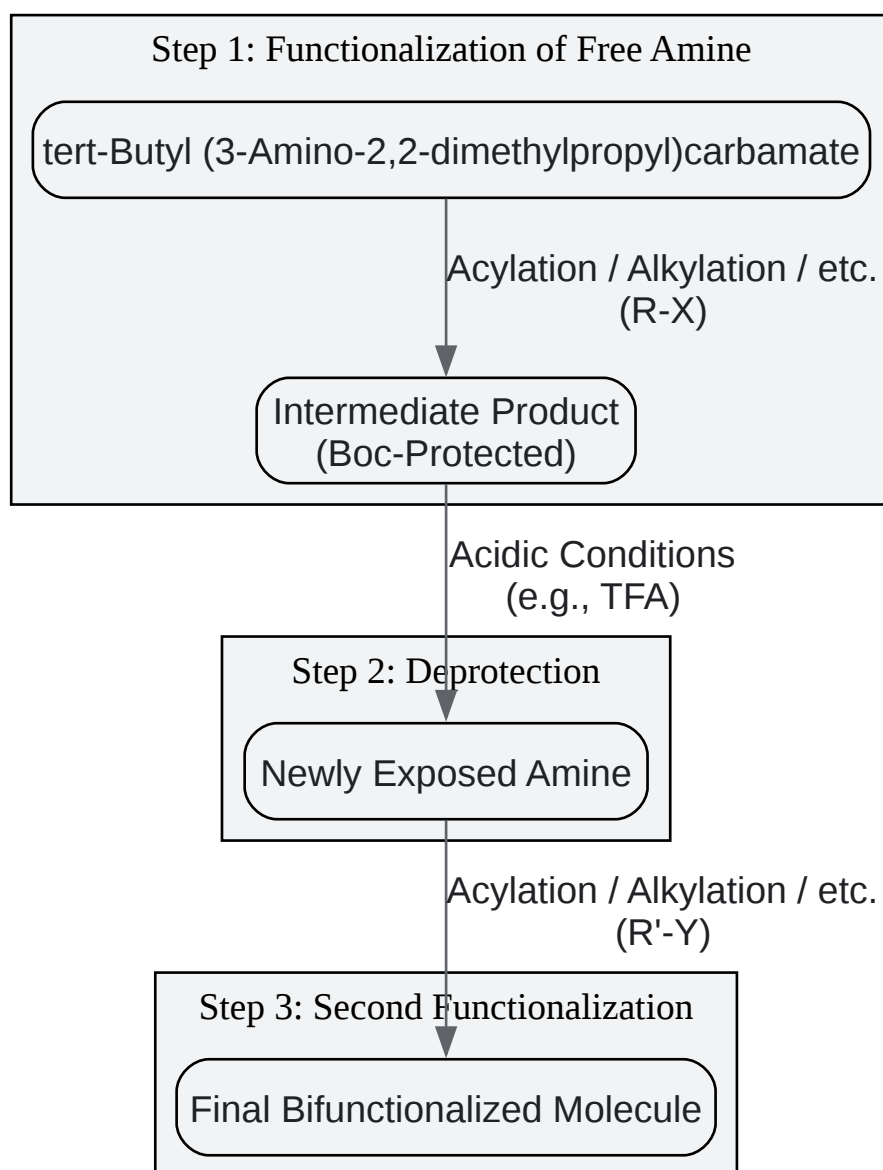 Step 1: Functionalization of Free Amine
tert-Butyl (3-Amino-2,2-dimethylpropyl)carbamate
Acylation / Alkylation / etc.
(R-X)
Intermediate Product
(Boc-Protected)
Acidic Conditions
(e.g., TFA)
Step 2: Deprotection
Newly Exposed Amine
Acylation / Alkylation / etc.
(R'-Y)
Step 3: Second Functionalization
Final Bifunctionalized Molecule